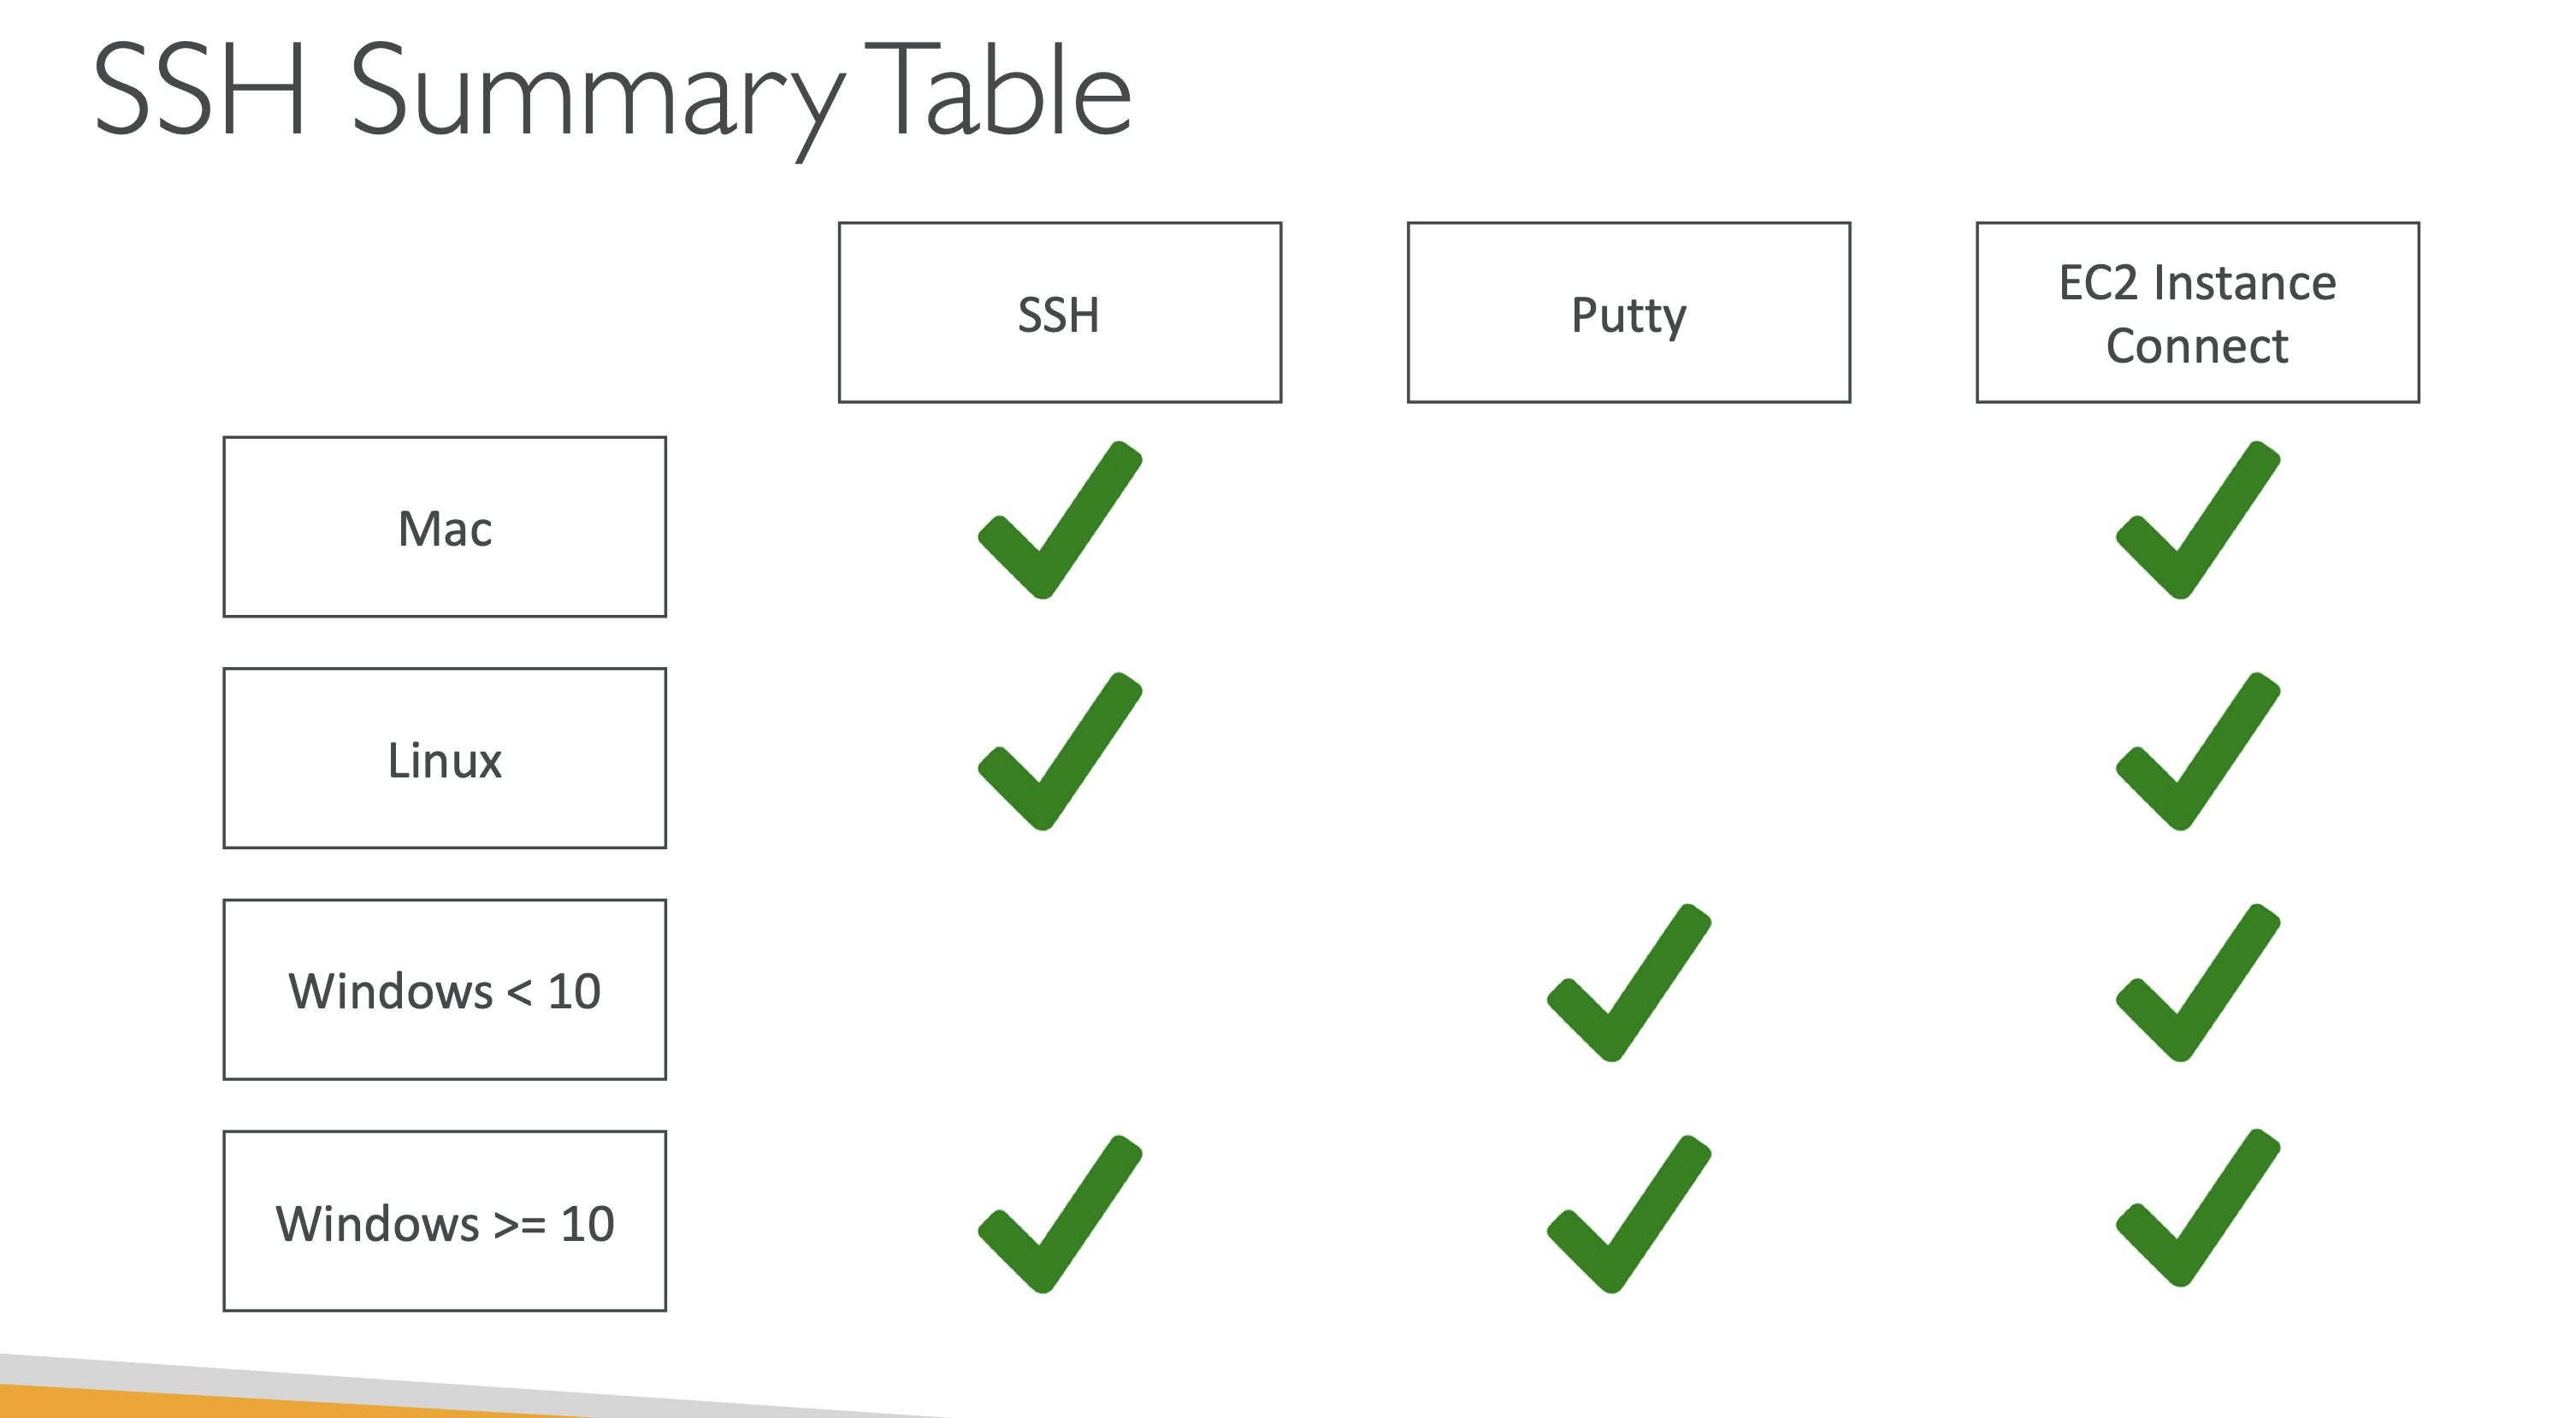 SSH Summary Table
SSH
Putty
EC2 Instance
Connect
Mac
Linux
Windows < 10
Windows >= 10